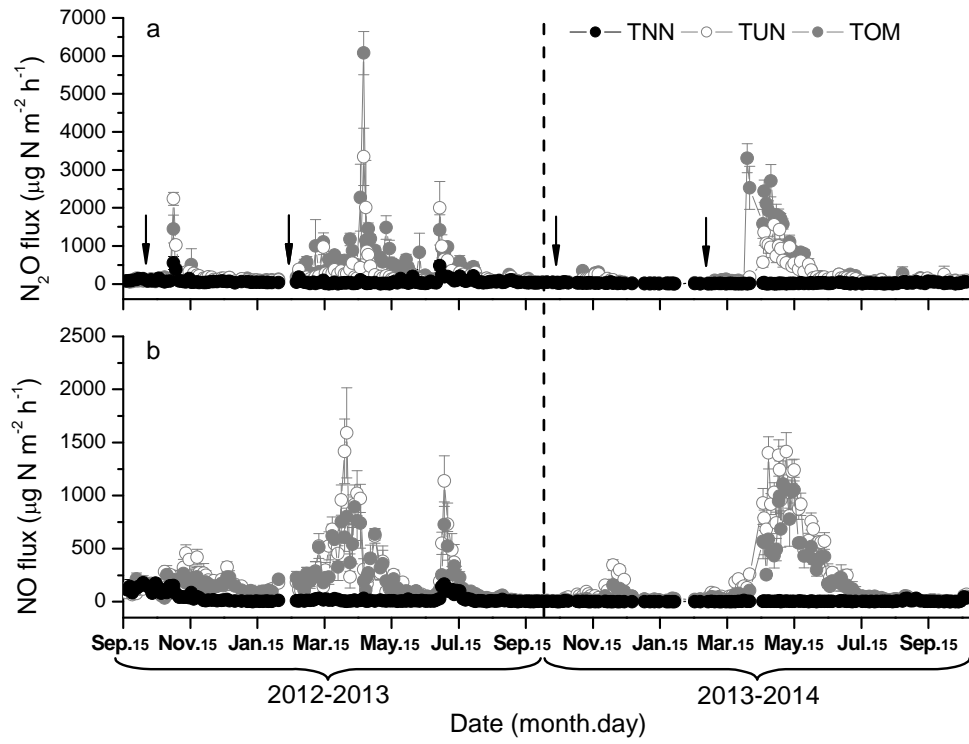 a
TNN TUN TOM
7000
6000
5000
4000
3000
2000
1000
0
N₂O flux (μg N m⁻² h⁻¹)
b
2500
2000
1500
1000
500
0
NO flux (μg N m⁻² h⁻¹)
Sep.15 Nov.15 Jan.15 Mar.15 May.15 Jul.15 Sep.15 Nov.15 Jan.15 Mar.15 May.15 Jul.15 Sep.15
2012-2013 2013-2014
Date (month.day)